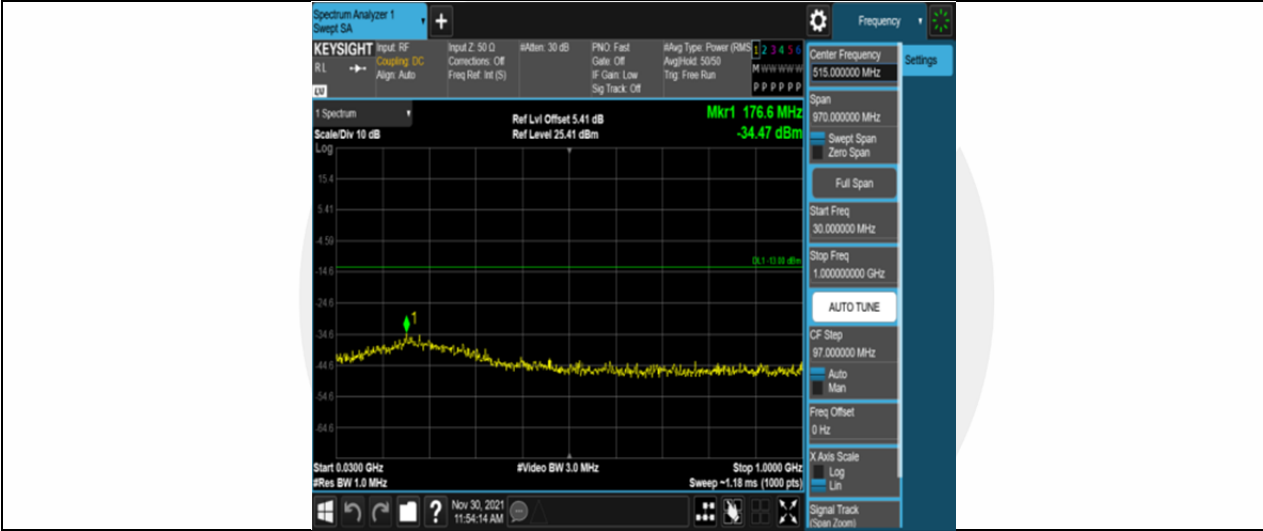 Spectrum Analyzer 1
Swept SA
+
Frequency
KEYSIGHT
Input: RF
Coupling: DC
Align: Auto
Input Z: 50 Ω
Corrections: Off
Freq Ref: Int (S)
#Atten: 30 dB
PNO: Fast
Gate: Off
IF Gain: Low
Sig Track: Off
#Avg Type: Power (RMS
Avg|Hold: 50/50
Trig: Free Run
1 2 3 4 5 6
M W W W W W
P P P P P P
R L
1 Spectrum
Scale/Div 10 dB
Log
Ref Lvl Offset 5.41 dB
Ref Level 25.41 dBm
Mkr1 176.6 MHz
-34.47 dBm
15.4
5.41
-4.59
-14.6
-24.6
-34.6
-44.6
-54.6
-64.6
DL1 -13.00 dBm
1
Start 0.0300 GHz
#Res BW 1.0 MHz
#Video BW 3.0 MHz
Stop 1.0000 GHz
Sweep ~1.18 ms (1000 pts)
Center Frequency
515.000000 MHz
Settings
Span
970.000000 MHz
Swept Span
Zero Span
Full Span
Start Freq
30.000000 MHz
Stop Freq
1.000000000 GHz
AUTO TUNE
CF Step
97.000000 MHz
Auto
Man
Freq Offset
0 Hz
X Axis Scale
Log
Lin
Signal Track
(Span Zoom)
?
Nov 30, 2021
11:54:14 AM